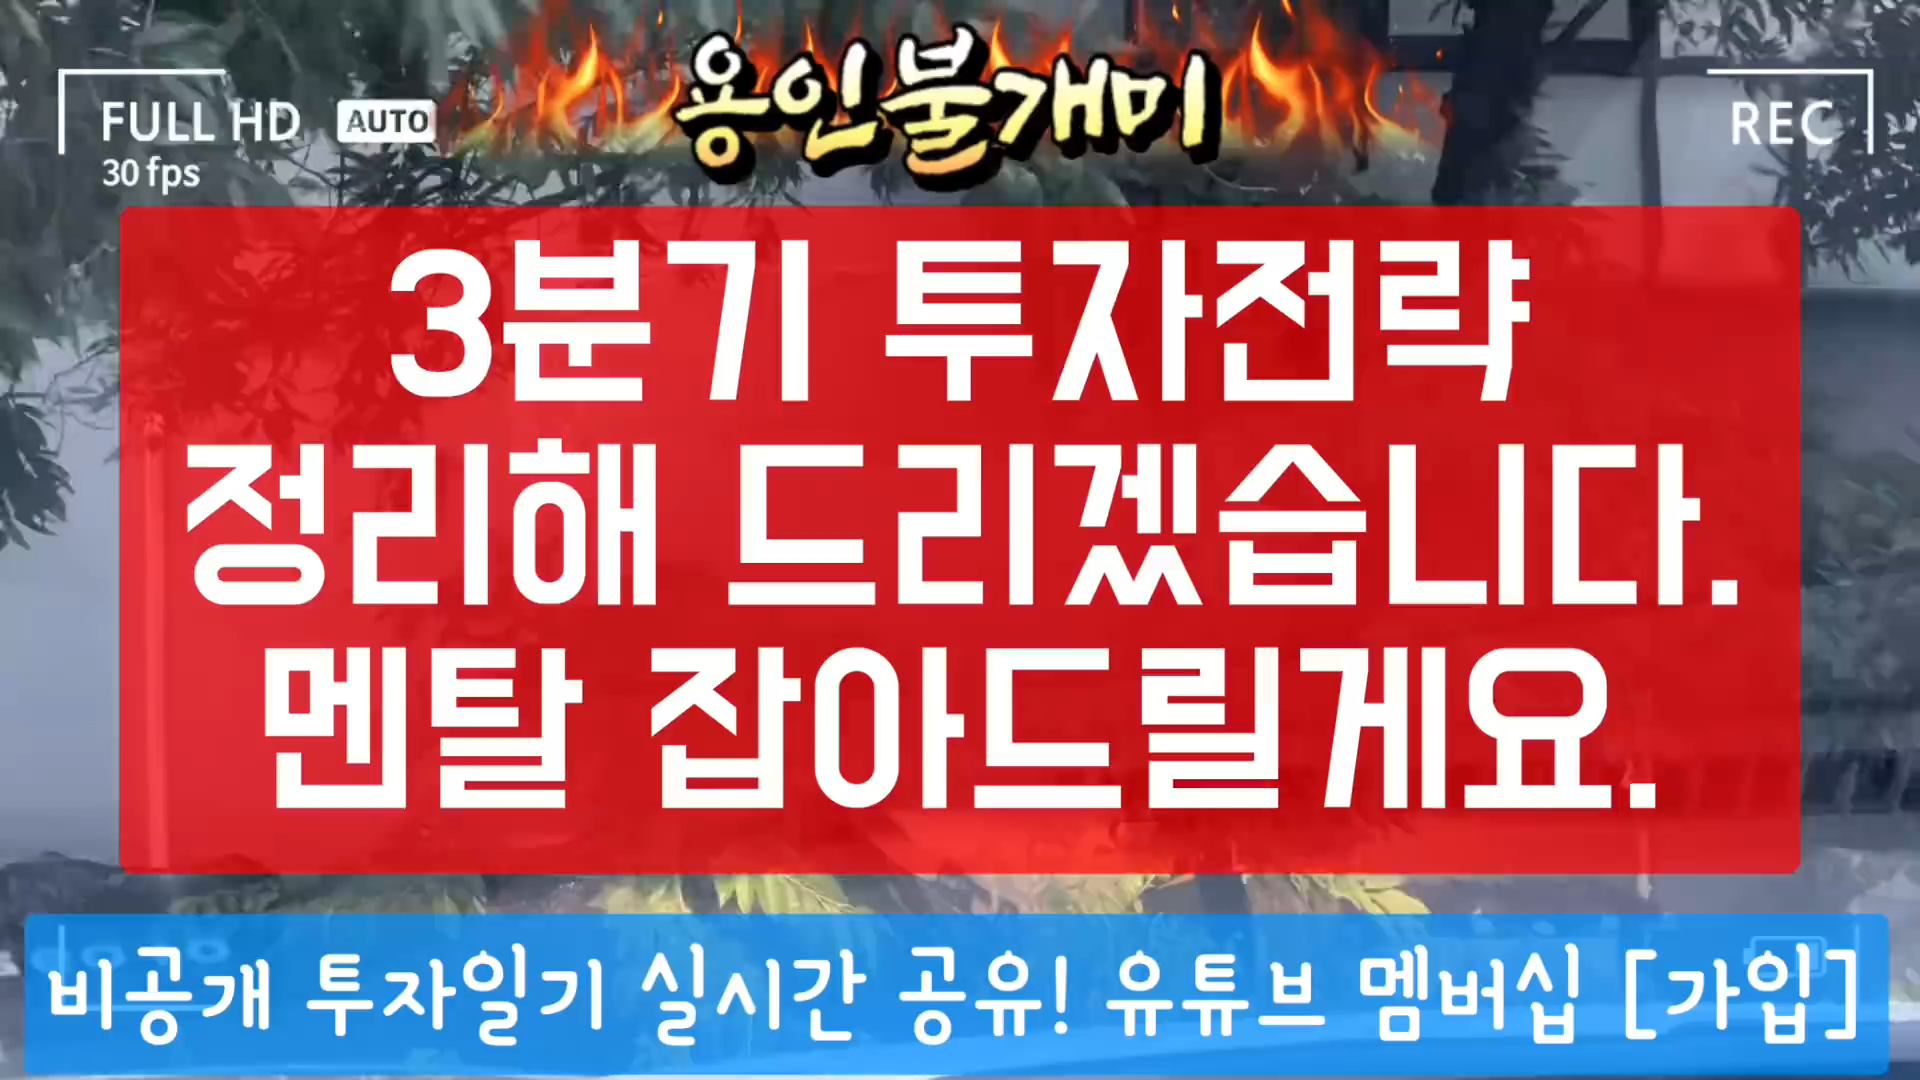 용인불개미
FULL HD AUTO
REC
30 fps
3분기 투자전략
정리해 드리겠습니다.
멘탈 잡아드릴게요.
비공개 투자일기 실시간 공유! 유튜브 멤버십 [가입]